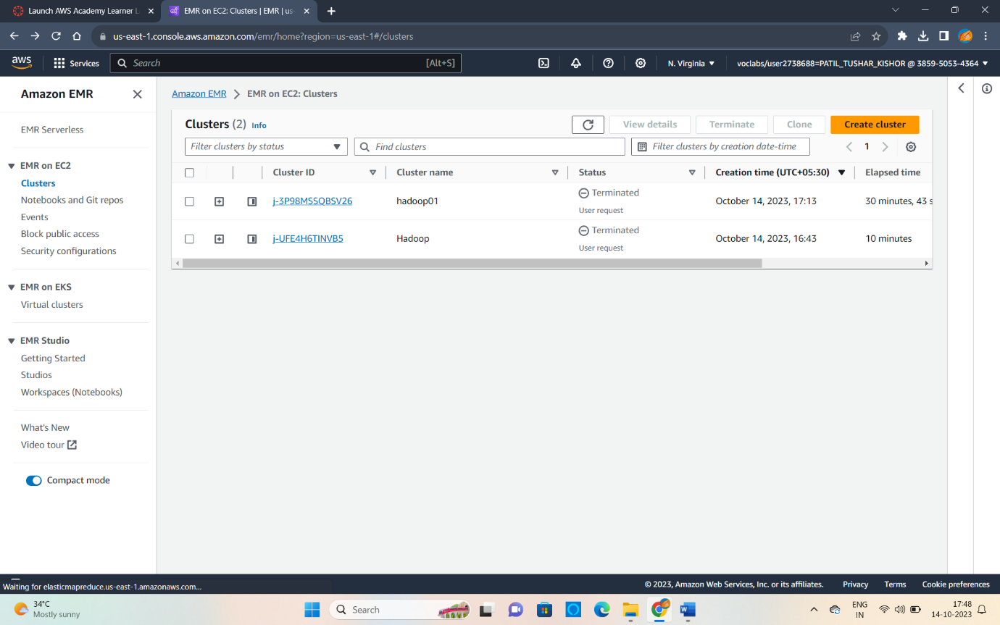 Launch AWS Academy Learner L
EMR on EC2: Clusters | EMR | us-
us-east-1.console.aws.amazon.com/emr/home?region=us-east-1#/clusters
aws
Services
Search
[Alt+S]
N. Virginia
voclabs/user2738688=PATIL_TUSHAR_KISHOR @ 3859-5053-4364
Amazon EMR
EMR Serverless
EMR on EC2
Clusters
Notebooks and Git repos
Events
Block public access
Security configurations
EMR on EKS
Virtual clusters
EMR Studio
Getting Started
Studios
Workspaces (Notebooks)
What's New
Video tour
Compact mode
Amazon EMR
EMR on EC2: Clusters
Clusters (2) Info
View details
Terminate
Clone
Create cluster
Filter clusters by status
Find clusters
Filter clusters by creation date-time
1
Cluster ID
Cluster name
Status
Creation time (UTC+05:30)
Elapsed time
j-3P98MSSQBSV26
hadoop01
Terminated
User request
October 14, 2023, 17:13
30 minutes, 43 s
j-UFE4H6TINVB5
Hadoop
Terminated
User request
October 14, 2023, 16:43
10 minutes
Waiting for elasticmapreduce.us-east-1.amazonaws.com...
© 2023, Amazon Web Services, Inc. or its affiliates.
Privacy
Terms
Cookie preferences
34°C
Mostly sunny
Search
ENG
IN
17:48
14-10-2023